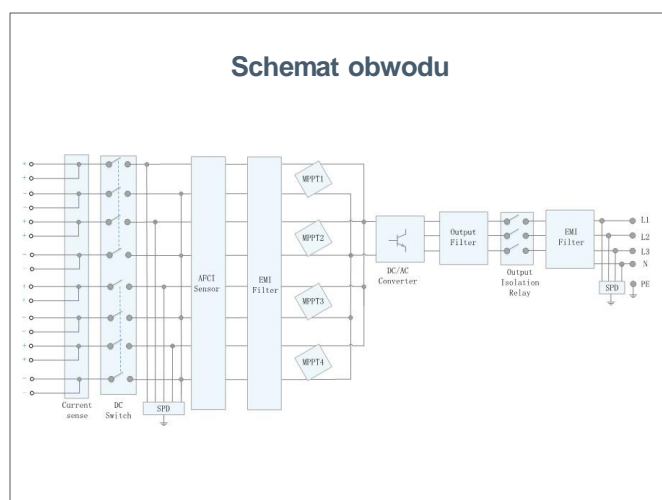 Schemat obwodu
+
+
-
-
+
+
-
-
+
+
-
-
+
+
-
-
Current
sense
DC
Switch
SPD
AFCI
Sensor
EMI
Filter
MPPT1
MPPT2
MPPT3
MPPT4
DC/AC
Converter
Output
Filter
Output
Isolation
Relay
EMI
Filter
SPD
L1
L2
L3
N
PE